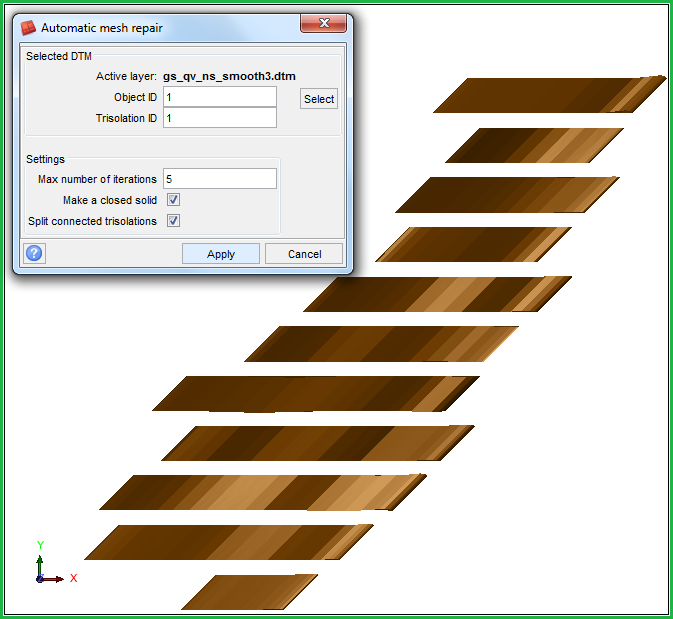 Automatic mesh repair
Selected DTM
Active layer: gs_qv_ns_smooth3.dtm
Object ID 1
Select
Trisolation ID 1
Settings
Max number of iterations 5
Make a closed solid
Split connected trisolations
? Apply Cancel
Y
X